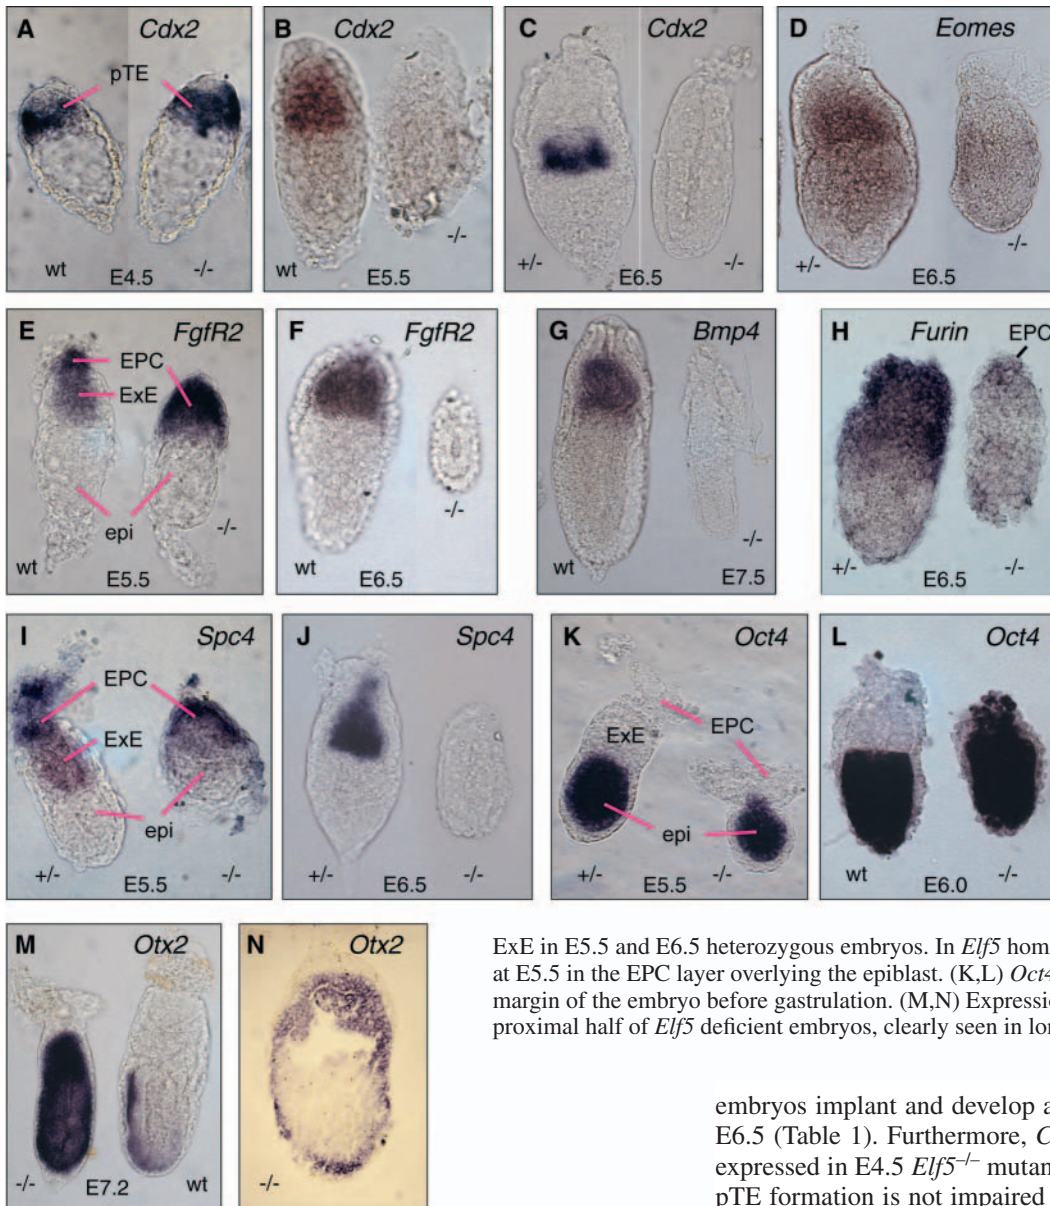 A Cdx2
pTE
wt E4.5 -/-
B Cdx2
wt E5.5 -/-
C Cdx2
+/- E6.5 -/-
D Eomes
+/- E6.5 -/-
E FgfR2
EPC
ExE
epi
wt E5.5 -/-
F FgfR2
wt E6.5 -/-
G Bmp4
wt E7.5 -/-
H Furin
EPC
+/- E6.5 -/-
I Spc4
EPC
ExE
epi
+/- E5.5 -/-
J Spc4
+/- E6.5 -/-
K Oct4
ExE EPC
epi
+/- E5.5 -/-
L Oct4
wt E6.0 -/-
M Otx2
-/- E7.2 wt
N Otx2
-/-
ExE in E5.5 and E6.5 heterozygous embryos. In Elf5 hom
at E5.5 in the EPC layer overlying the epiblast. (K,L) Oct4
margin of the embryo before gastrulation. (M,N) Expressio
proximal half of Elf5 deficient embryos, clearly seen in lon
embryos implant and develop a
E6.5 (Table 1). Furthermore, C
expressed in E4.5 Elf5–/– mutan
pTE formation is not impaired